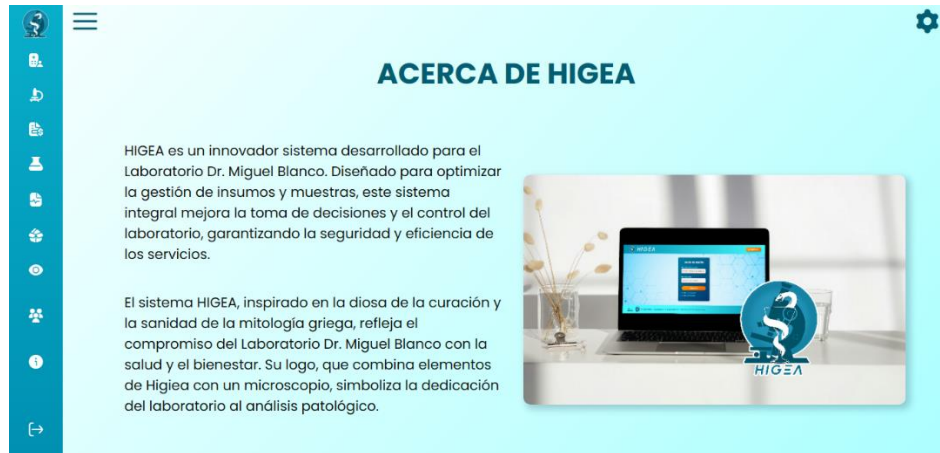 ACERCA DE HIGEA
HIGEA es un innovador sistema desarrollado para el
Laboratorio Dr. Miguel Blanco. Diseñado para optimizar
la gestión de insumos y muestras, este sistema
integral mejora la toma de decisiones y el control del
laboratorio, garantizando la seguridad y eficiencia de
los servicios.
El sistema HIGEA, inspirado en la diosa de la curación y
la sanidad de la mitología griega, refleja el
compromiso del Laboratorio Dr. Miguel Blanco con la
salud y el bienestar. Su logo, que combina elementos
de Higiea con un microscopio, simboliza la dedicación
del laboratorio al análisis patológico.
HIGEA
HIGEA